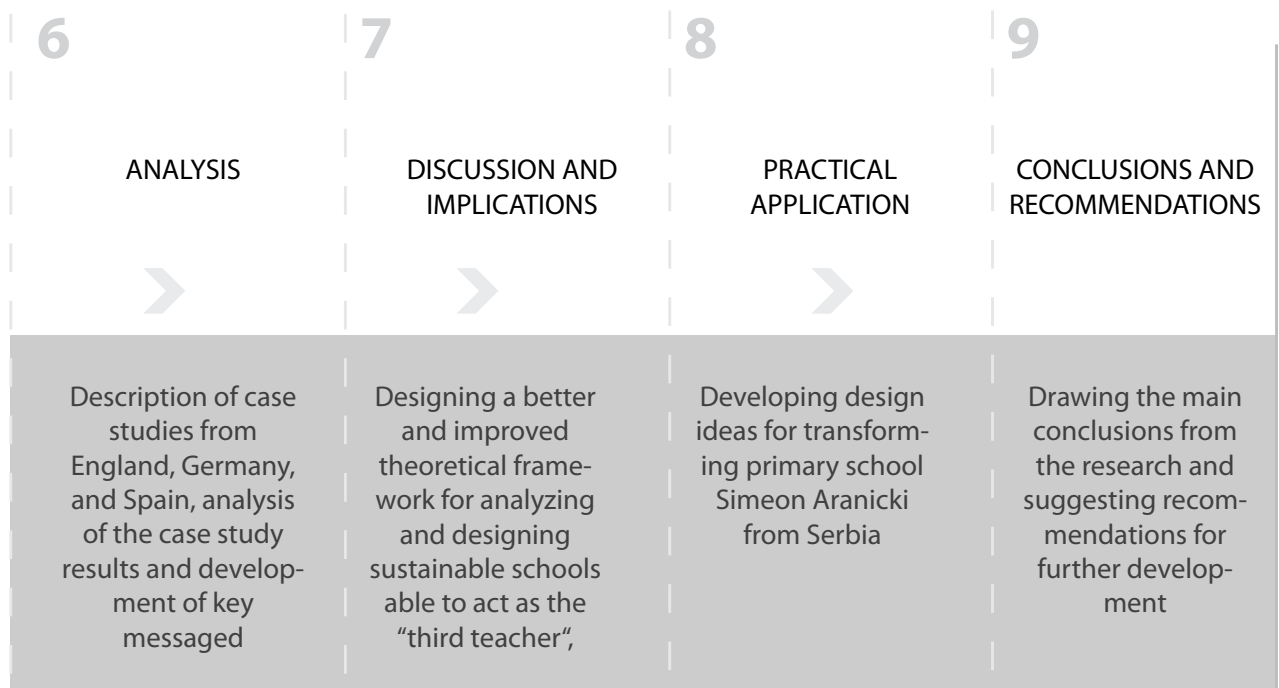 6
ANALYSIS
Description of case
studies from
England, Germany,
and Spain, analysis
of the case study
results and develop-
ment of key
messaged
7
DISCUSSION AND
IMPLICATIONS
Designing a better
and improved
theoretical frame-
work for analyzing
and designing
sustainable schools
able to act as the
“third teacher“,
8
PRACTICAL
APPLICATION
Developing design
ideas for transform-
ing primary school
Simeon Aranicki
from Serbia
9
CONCLUSIONS AND
RECOMMENDATIONS
Drawing the main
conclusions from
the research and
suggesting recom-
mendations for
further develop-
ment